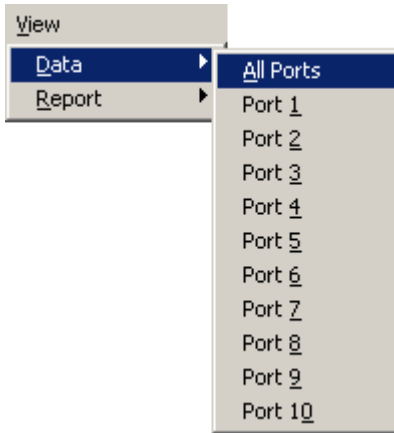 View
Data
Report
All Ports
Port 1
Port 2
Port 3
Port 4
Port 5
Port 6
Port 7
Port 8
Port 9
Port 10